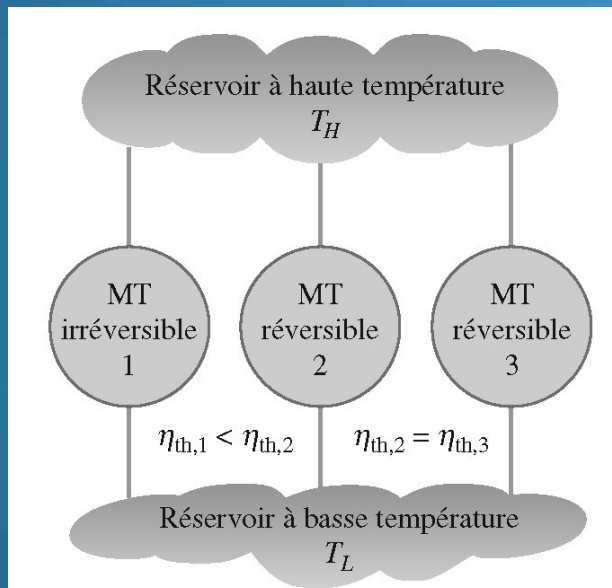 Réservoir à haute température
T_H
MT
irréversible
1
MT
réversible
2
MT
réversible
3
η_th,1 < η_th,2
η_th,2 = η_th,3
Réservoir à basse température
T_L